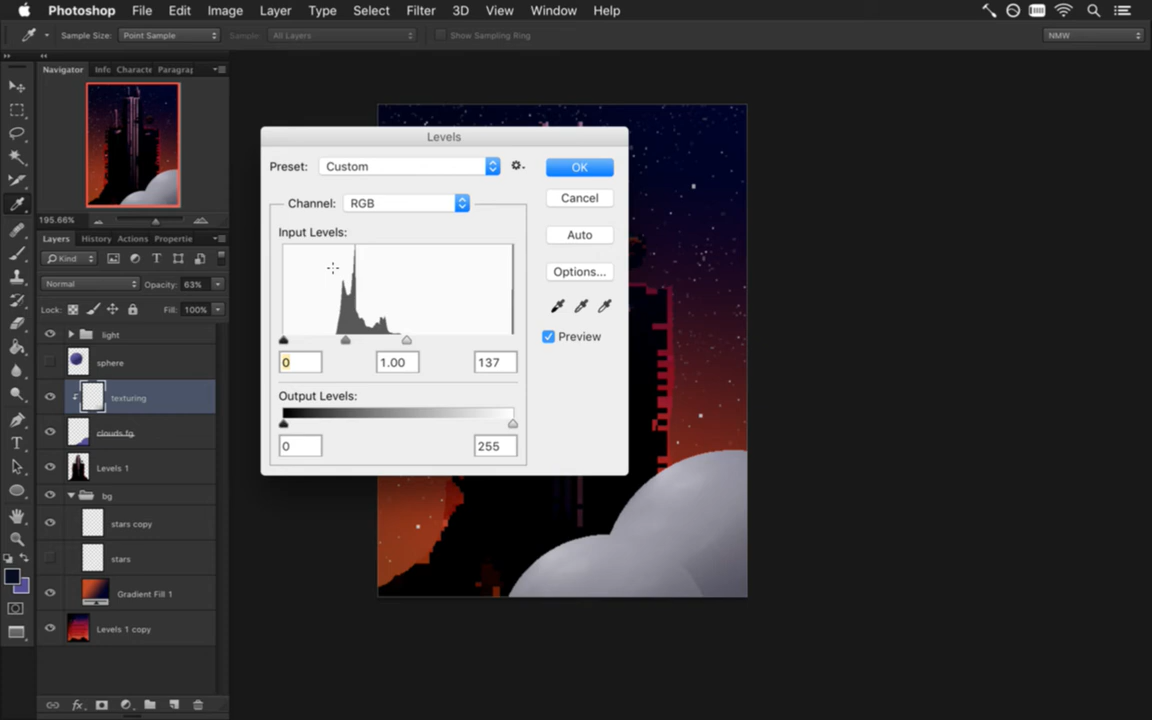 Photoshop File Edit Image Layer Type Select Filter 3D View Window Help
Sample Size: Point Sample Sample: All Layers Show Sampling Ring NMW
Navigator Info Characte Paragrap
195.66%
Layers History Actions Propertie
Kind
Normal Opacity: 63%
Lock: Fill: 100%
light
sphere
texturing
clouds fg
Levels 1
bg
stars copy
stars
Gradient Fill 1
Levels 1 copy
Levels
Preset: Custom
OK
Channel: RGB
Cancel
Input Levels:
Auto
Options...
Preview
0 1.00 137
Output Levels:
0 255